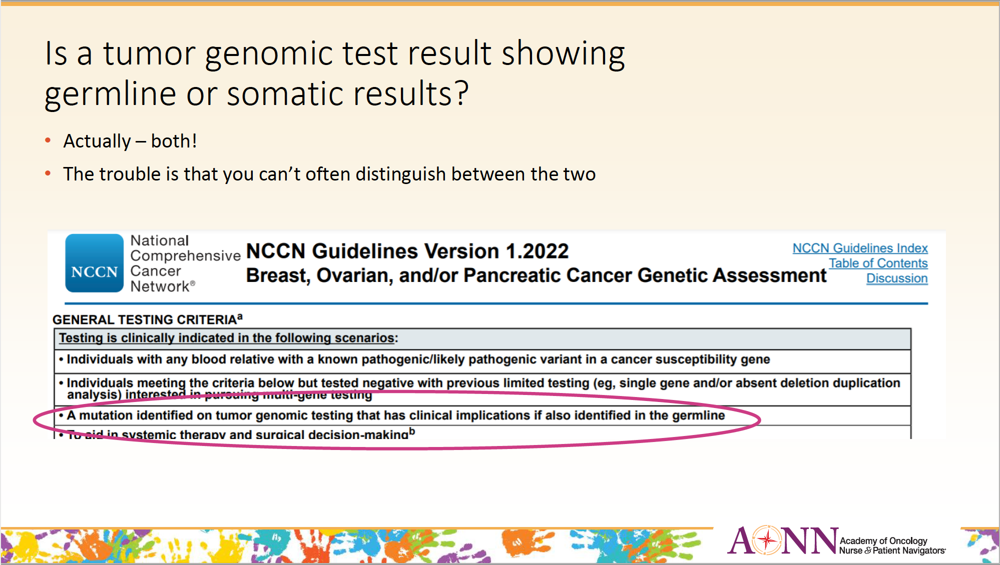 Is a tumor genomic test result showing
germline or somatic results?
• Actually – both!
• The trouble is that you can’t often distinguish between the two
NCCN
National
Comprehensive
Cancer
Network®
NCCN Guidelines Version 1.2022
Breast, Ovarian, and/or Pancreatic Cancer Genetic Assessment
NCCN Guidelines Index
Table of Contents
Discussion
GENERAL TESTING CRITERIAa
Testing is clinically indicated in the following scenarios:
• Individuals with any blood relative with a known pathogenic/likely pathogenic variant in a cancer susceptibility gene
• Individuals meeting the criteria below but tested negative with previous limited testing (eg, single gene and/or absent deletion duplication
analysis) interested in pursuing multi-gene testing
• A mutation identified on tumor genomic testing that has clinical implications if also identified in the germline
• To aid in systemic therapy and surgical decision-makingb
AONN
Academy of Oncology
Nurse & Patient Navigators